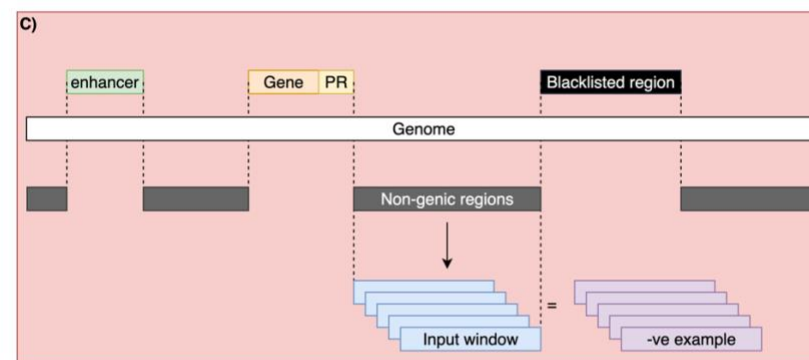 C)
enhancer
Gene PR
Blacklisted region
Genome
Non-genic regions
=
Input window
-ve example